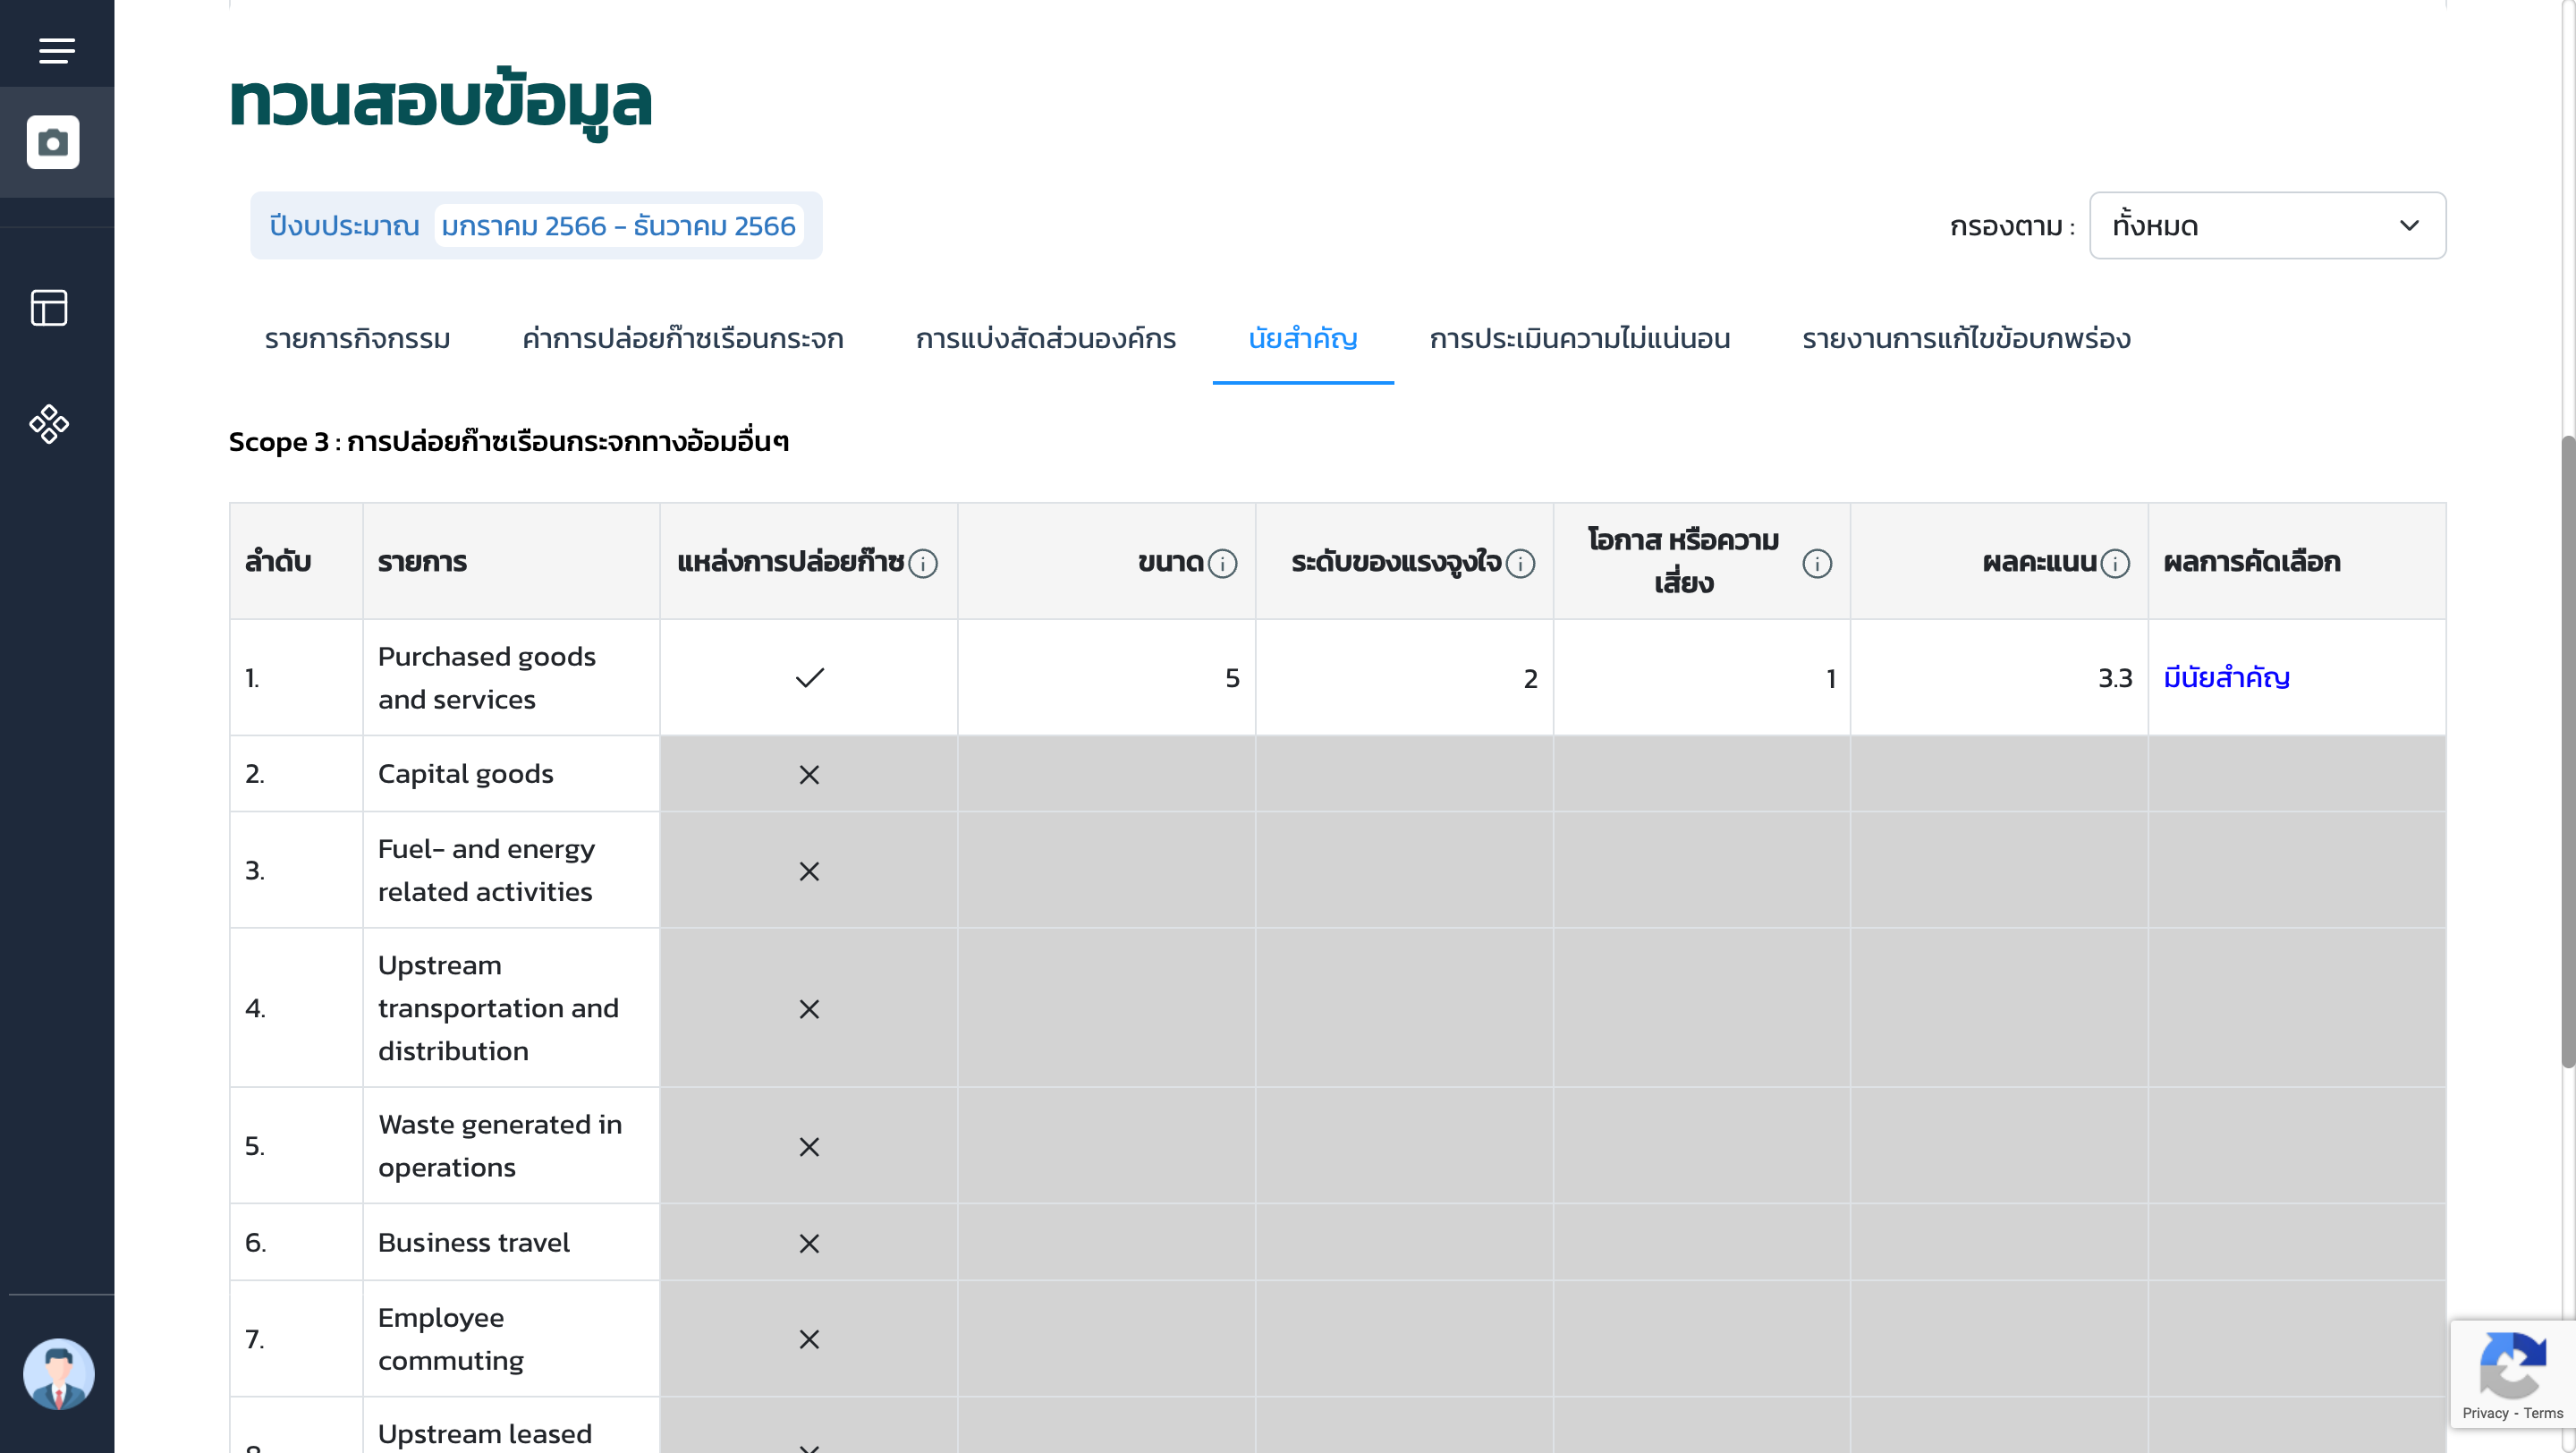 ทวนสอบข้อมูล
ปีงบประมาณ มกราคม 2566 - ธันวาคม 2566
กรองตาม : ทั้งหมด
รายการกิจกรรม ค่าการปล่อยก๊าซเรือนกระจก การแบ่งสัดส่วนองค์กร นัยสำคัญ การประเมินความไม่แน่นอน รายงานการแก้ไขข้อบกพร่อง
Scope 3 : การปล่อยก๊าซเรือนกระจกทางอ้อมอื่นๆ
ลำดับ รายการ แหล่งการปล่อยก๊าซ ขนาด ระดับของแรงจูงใจ โอกาส หรือความ
เสี่ยง ผลคะแนน ผลการคัดเลือก
1. Purchased goods
and services 5 2 1 3.3 มีนัยสำคัญ
2. Capital goods
3. Fuel- and energy
related activities
4. Upstream
transportation and
distribution
5. Waste generated in
operations
6. Business travel
7. Employee
commuting
Upstream leased
Privacy - Terms